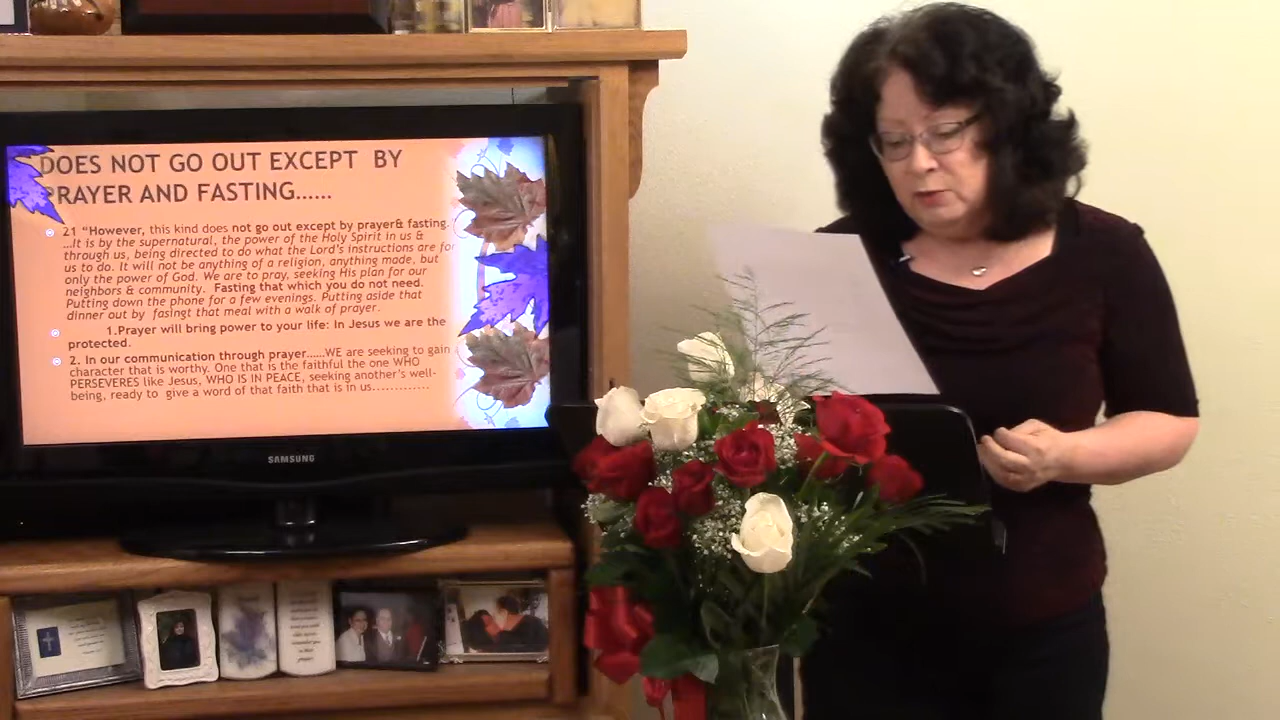 DOES NOT GO OUT EXCEPT BY
PRAYER AND FASTING......
21 “However, this kind does not go out except by prayer& fasting.
...It is by the supernatural, the power of the Holy Spirit in us &
through us, being directed to do what the Lord's instructions are for
us to do. It will not be anything of a religion, anything made, but
only the power of God. We are to pray, seeking His plan for our
neighbors & community. Fasting that which you do not need.
Putting down the phone for a few evenings. Putting aside that
dinner out by fasingt that meal with a walk of prayer.
1.Prayer will bring power to your life: In Jesus we are the
protected.
2. In our communication through prayer......WE are seeking to gain a
character that is worthy. One that is the faithful the one WHO
PERSEVERES like Jesus, WHO IS IN PEACE, seeking another's well-
being, ready to give a word of that faith that is in us.............
SAMSUNG